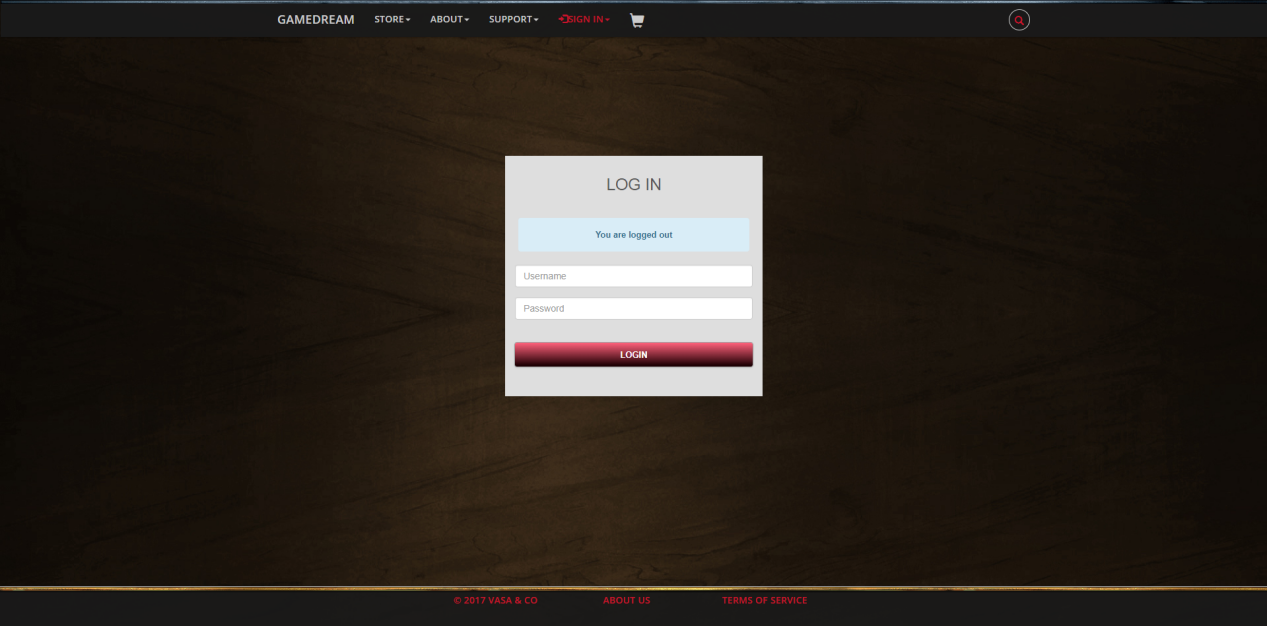 GAMEDREAM STORE ABOUT SUPPORT SIGN IN
LOG IN
You are logged out
Username
Password
LOGIN
© 2017 VASA & CO ABOUT US TERMS OF SERVICE